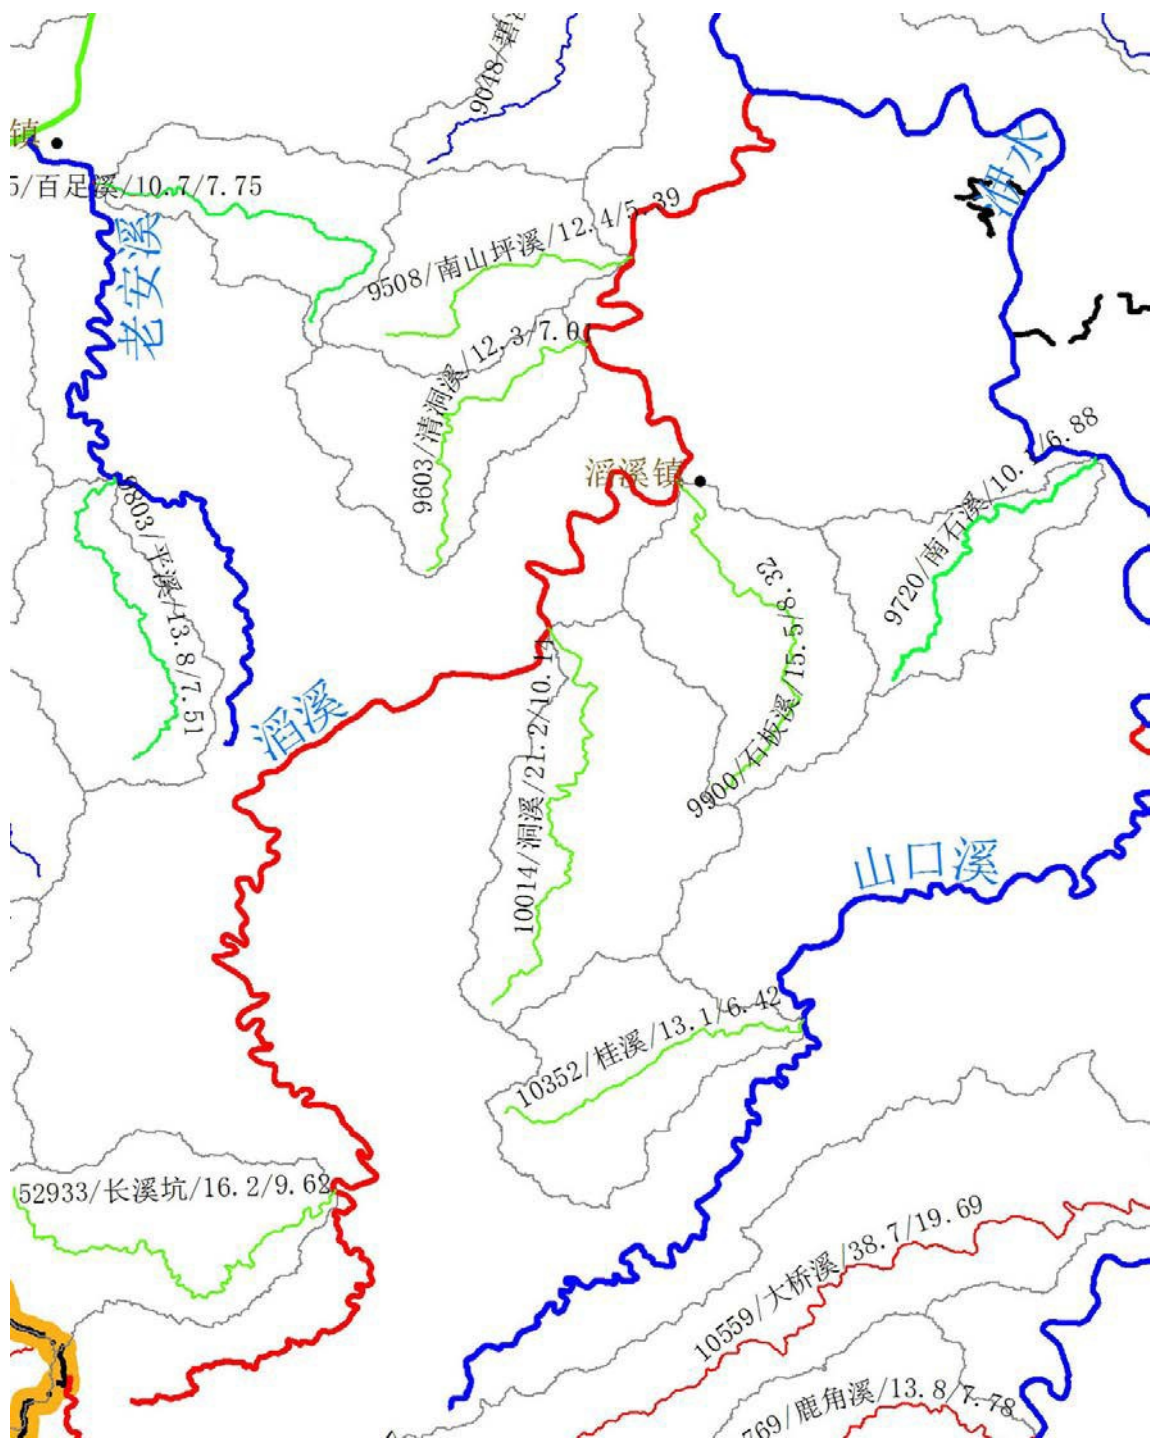 9048/碧
镇
伊水
5/百足溪/10.7/7.75
老安溪
9508/南山坪溪/12.4/5.39
9603/清洞溪/12.3/7.6
滔溪镇
9720/南石溪/10.1/6.88
9803/平溪/13.8/7.51
9900/石板溪/15.5/8.32
滔溪
10014/洞溪/21.2/10.14
山口溪
10352/桂溪/13.1/6.42
52933/长溪坑/16.2/9.62
10559/大桥溪/38.7/19.69
769/鹿角溪/13.8/7.78